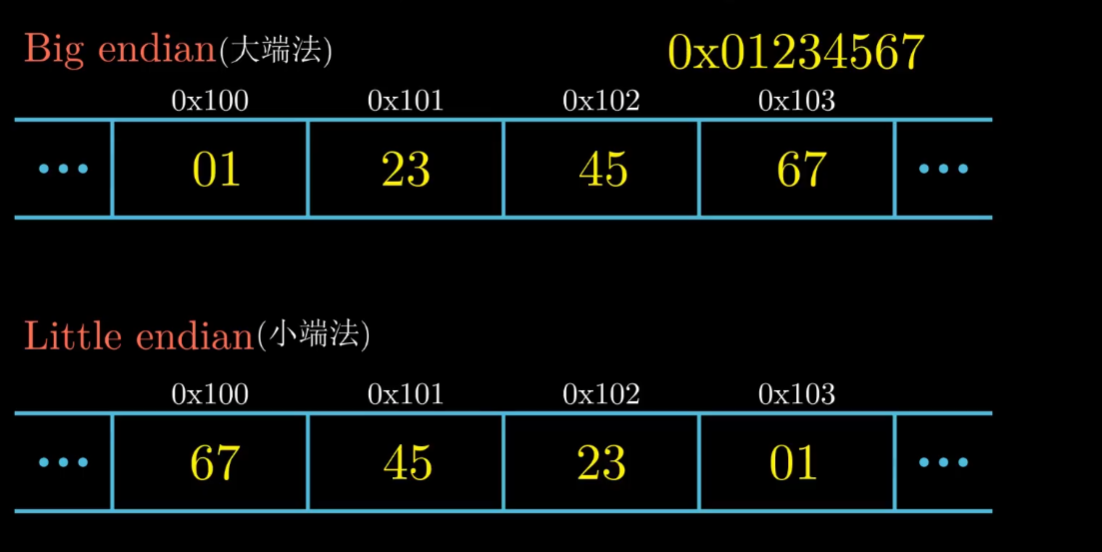 Big endian(大端法)
0x01234567
0x100 0x101 0x102 0x103
... 01 23 45 67 ...
Little endian(小端法)
0x100 0x101 0x102 0x103
... 67 45 23 01 ...